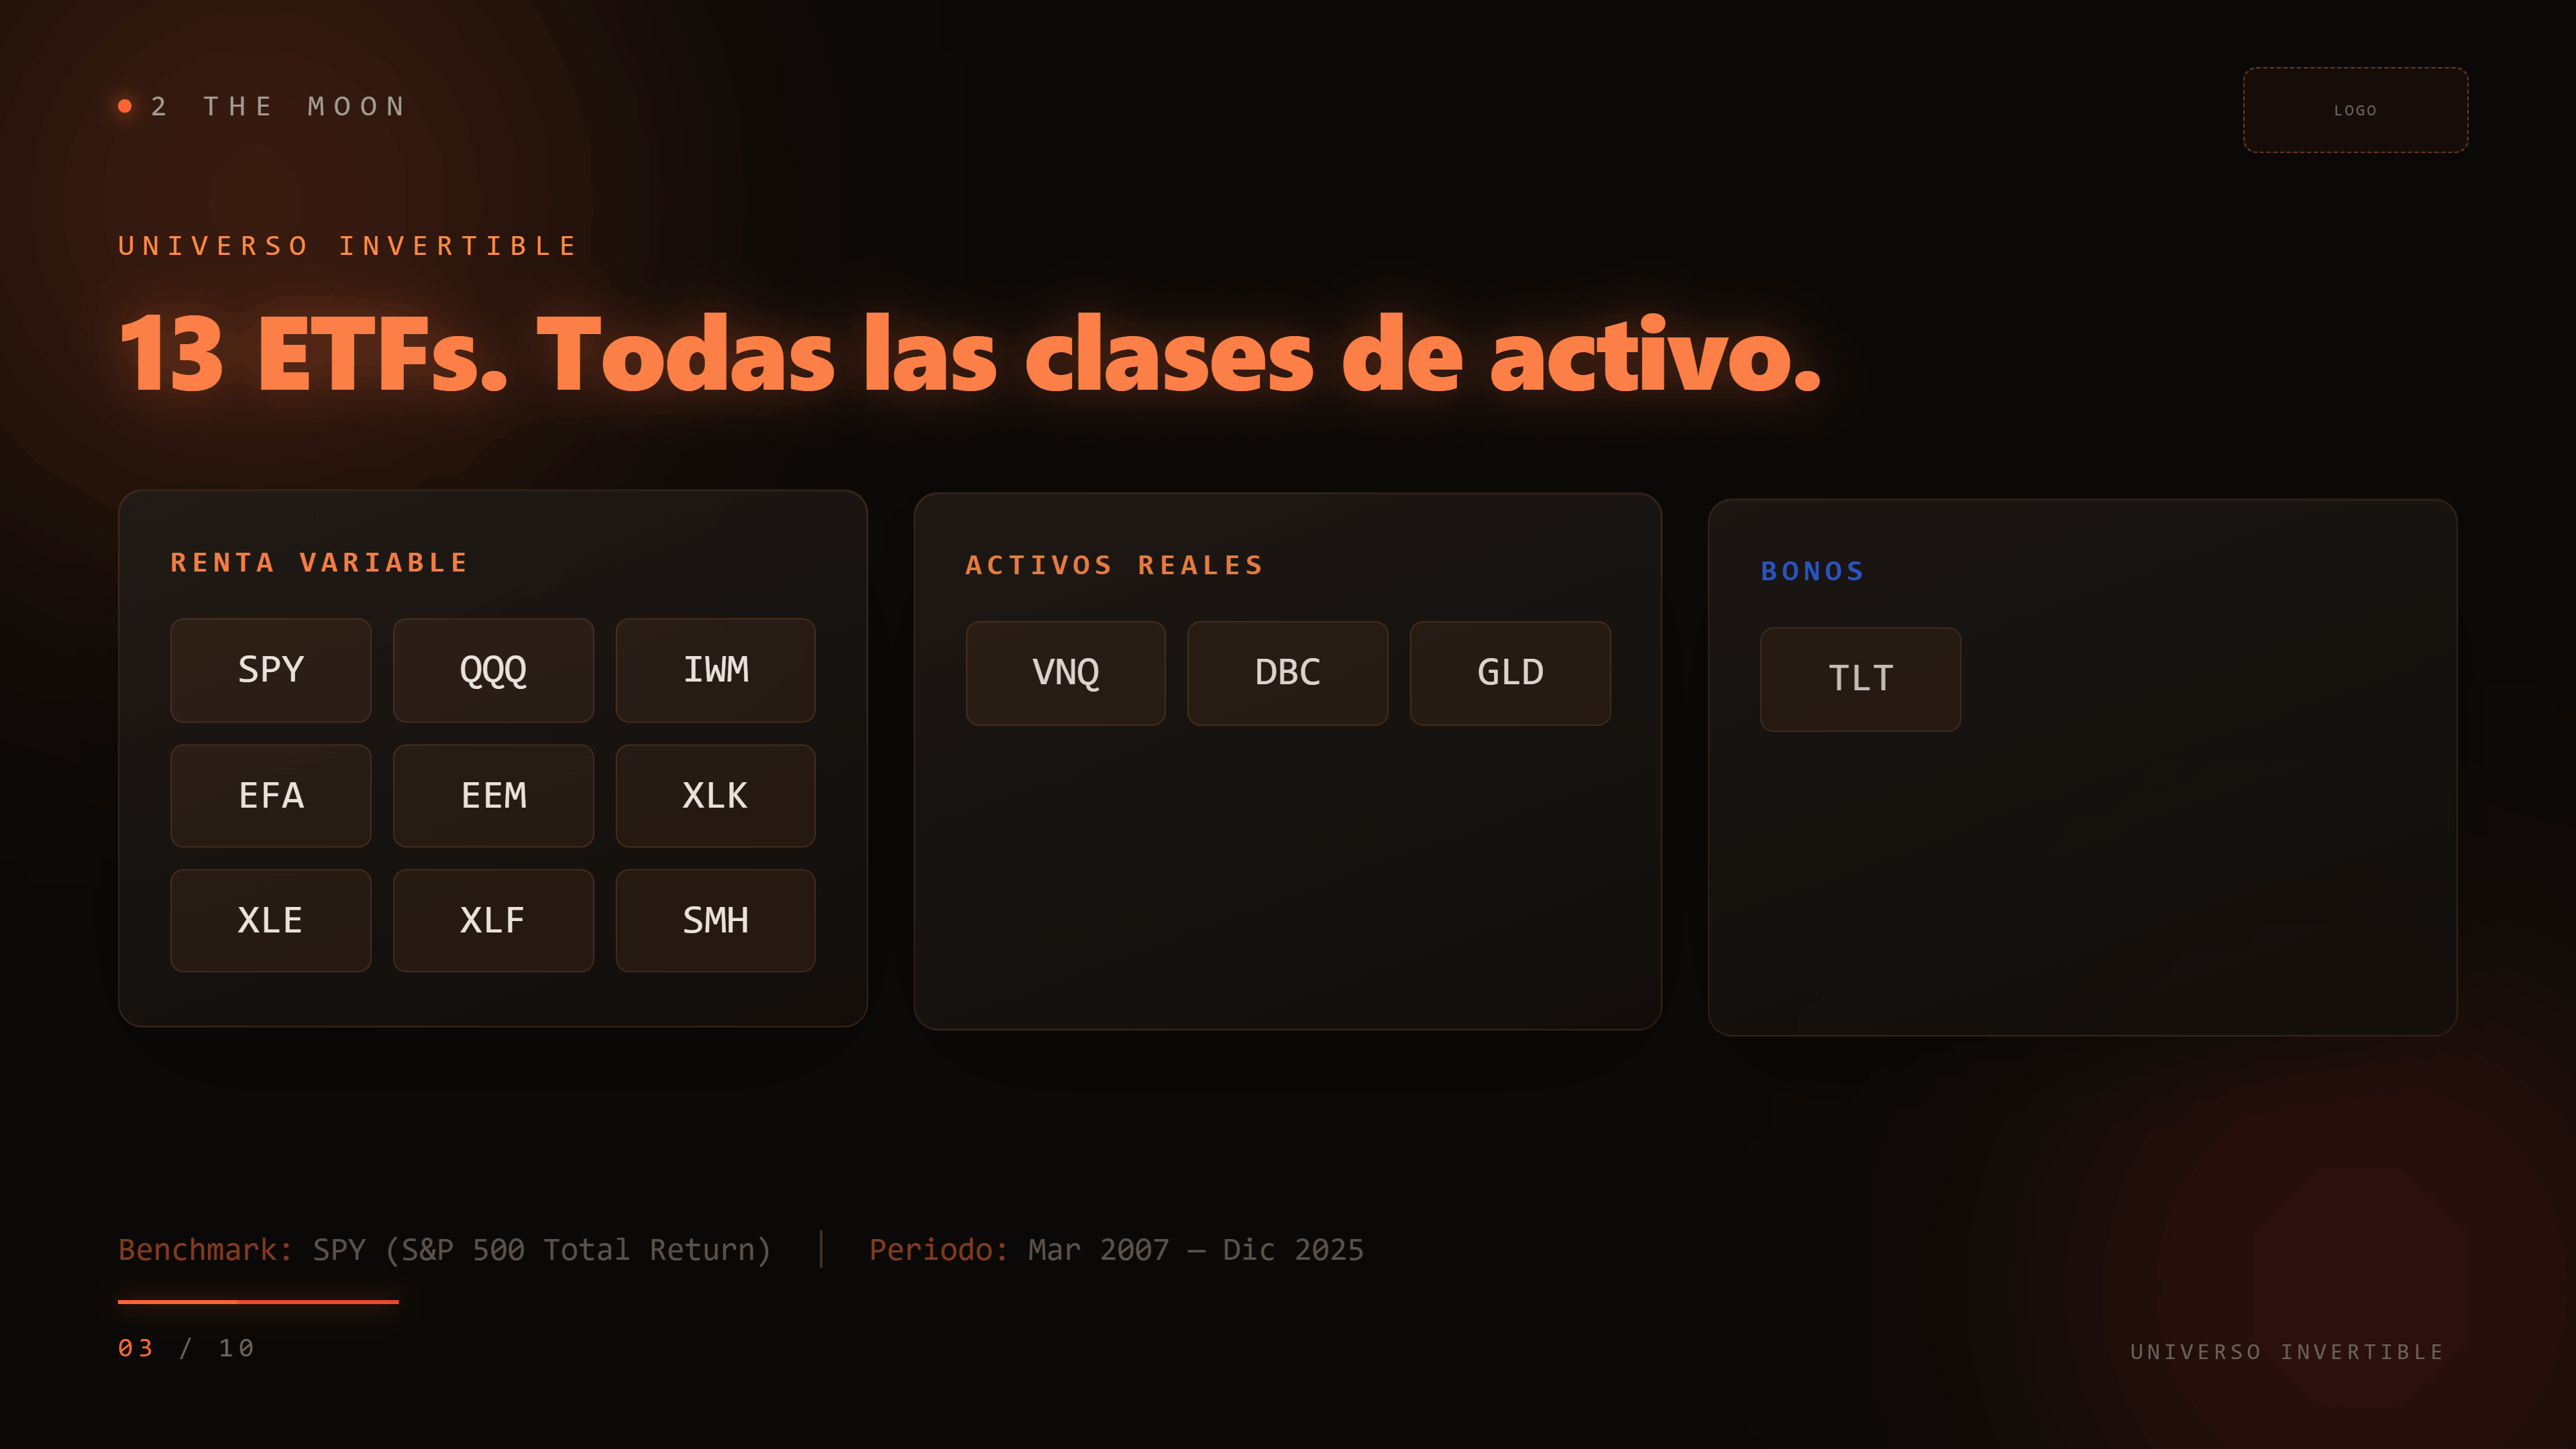 2 THE MOON
LOGO
UNIVERSO INVERTIBLE
13 ETFs. Todas las clases de activo.
RENTA VARIABLE
SPY QQQ IWM
EFA EEM XLK
XLE XLF SMH
ACTIVOS REALES
VNQ DBC GLD
BONOS
TLT
Benchmark: SPY (S&P 500 Total Return) | Periodo: Mar 2007 — Dic 2025
03 / 10
UNIVERSO INVERTIBLE